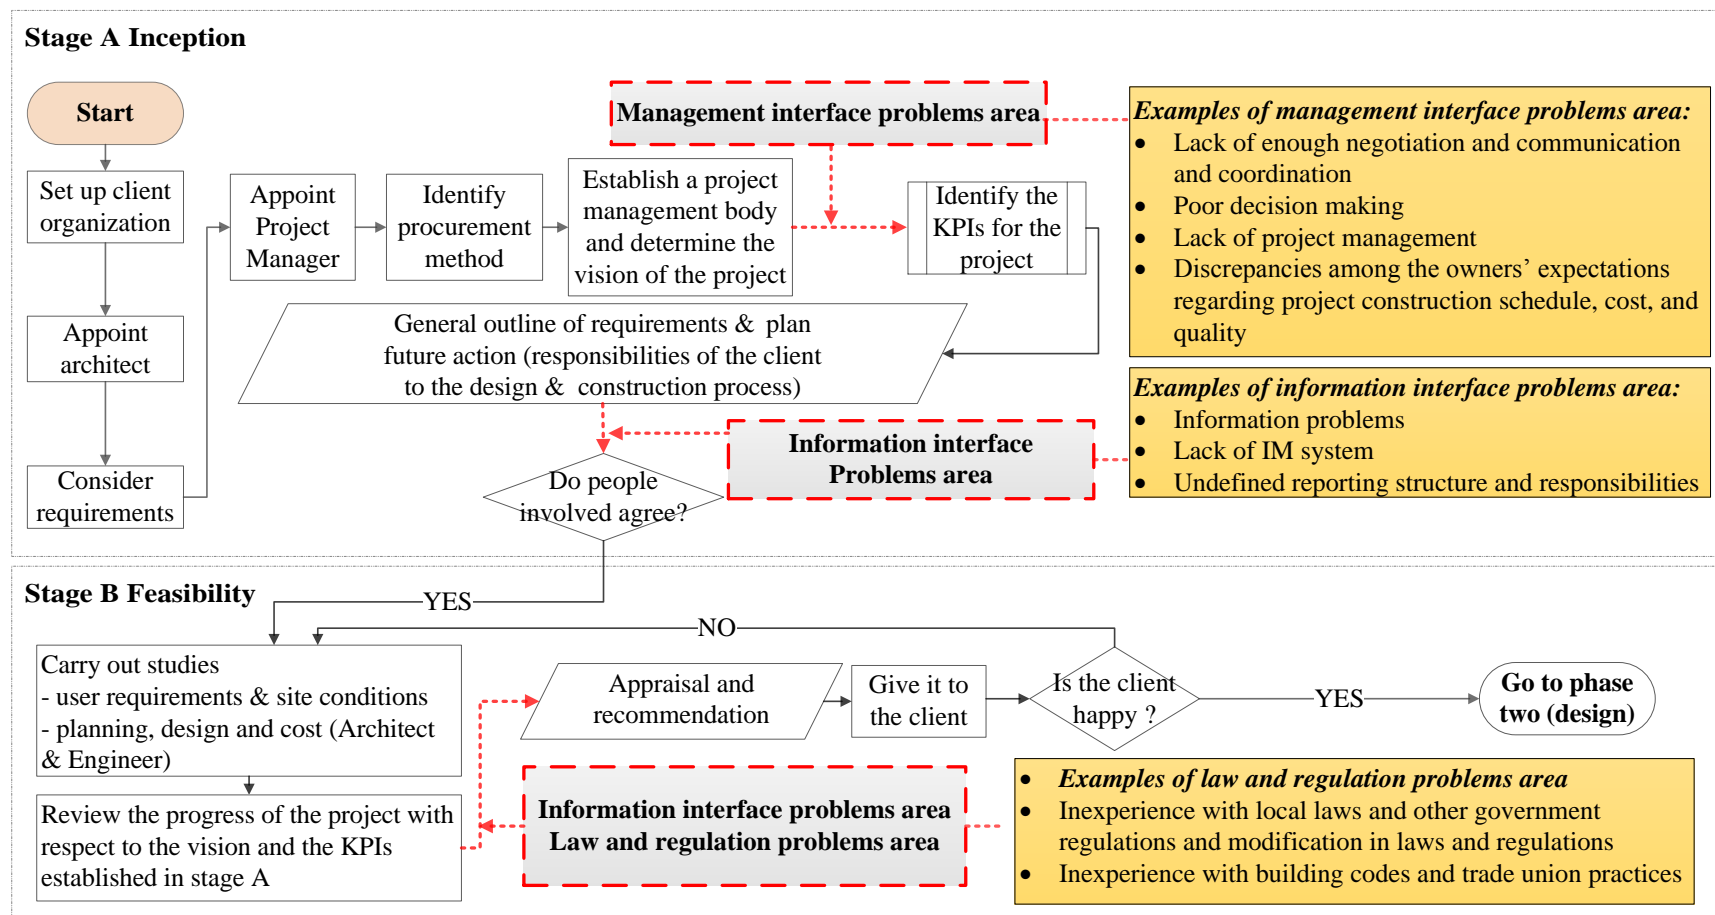 Stage A Inception
Start
Set up client
organization
Appoint
architect
Consider
requirements
Appoint
Project
Manager
Identify
procurement
method
Establish a project
management body
and determine the
vision of the project
Management interface problems area
Identify the
KPIs for the
project
Examples of management interface problems area:
• Lack of enough negotiation and communication
and coordination
• Poor decision making
• Lack of project management
• Discrepancies among the owners’ expectations
regarding project construction schedule, cost, and
quality
General outline of requirements & plan
future action (responsibilities of the client
to the design & construction process)
Information interface
Problems area
Examples of information interface problems area:
• Information problems
• Lack of IM system
• Undefined reporting structure and responsibilities
Do people
involved agree?
Stage B Feasibility
YES
NO
Carry out studies
- user requirements & site conditions
- planning, design and cost (Architect
& Engineer)
Review the progress of the project with
respect to the vision and the KPIs
established in stage A
Appraisal and
recommendation
Give it to
the client
Is the client
happy ?
YES
Go to phase
two (design)
Information interface problems area
Law and regulation problems area
• Examples of law and regulation problems area
• Inexperience with local laws and other government
regulations and modification in laws and regulations
• Inexperience with building codes and trade union practices